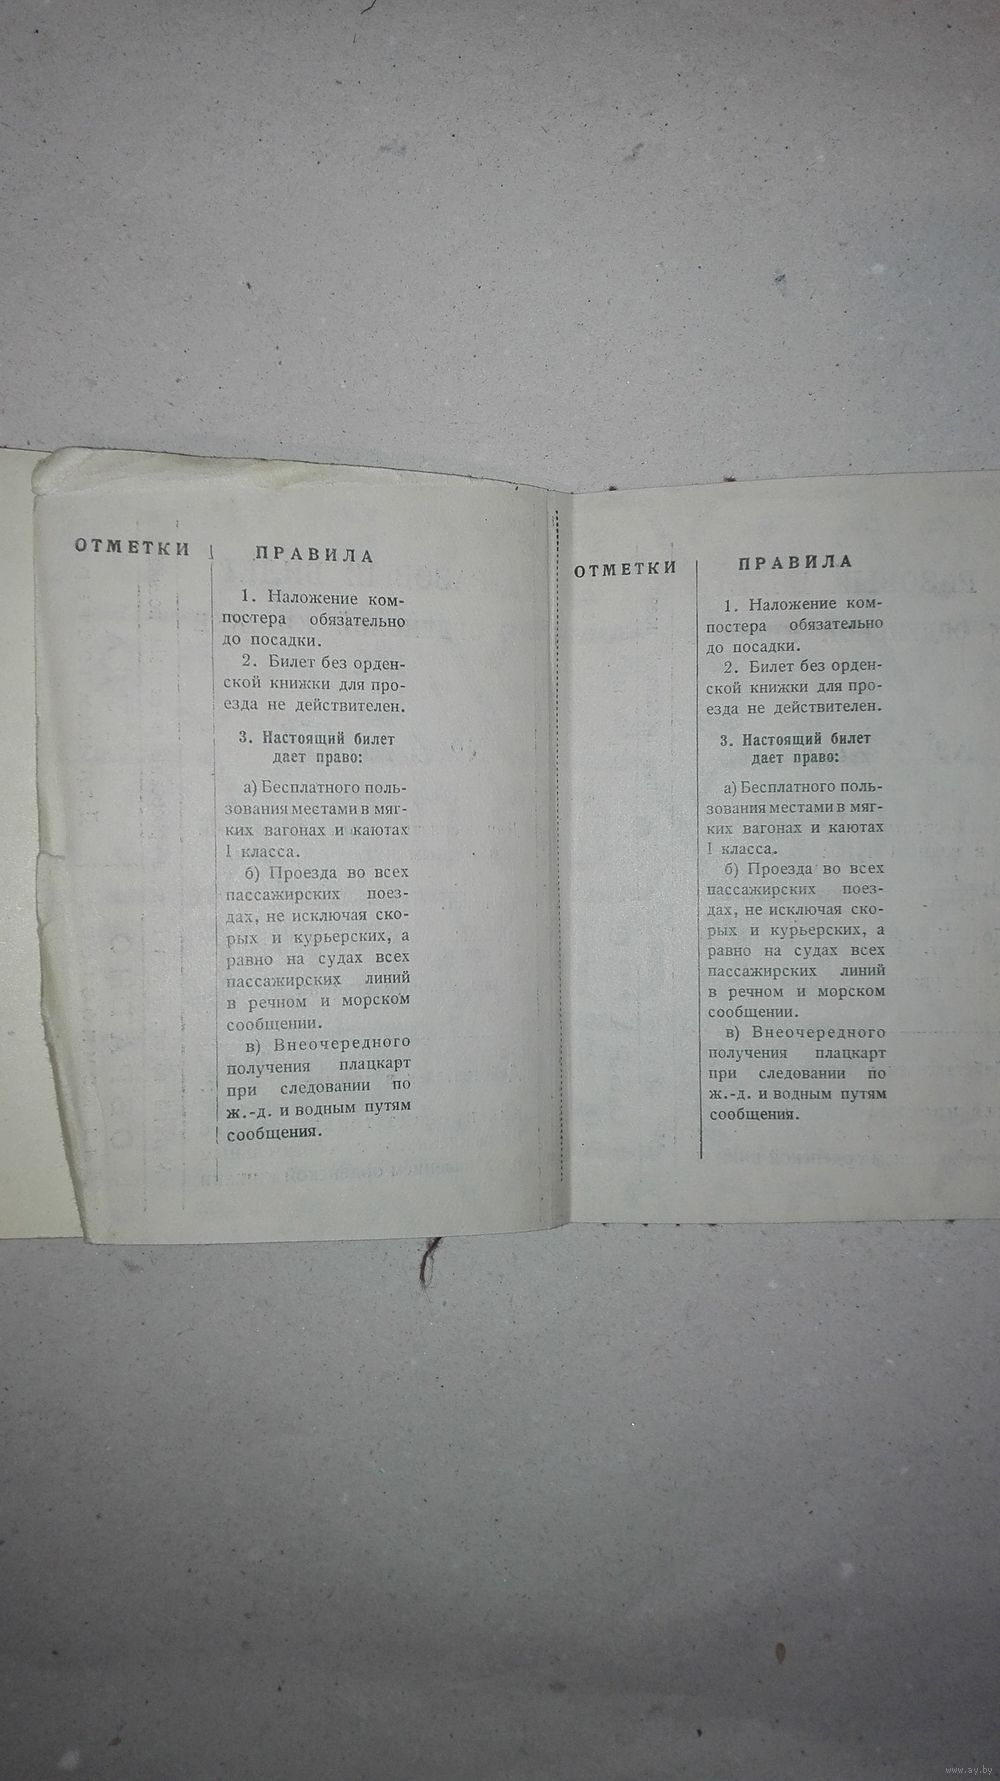 ОТМЕТКИ
ПРАВИЛА
1. Наложение ком-
постера обязательно
до посадки.
2. Билет без орден-
ской книжки для про-
езда не действителен.
3. Настоящий билет
дает право:
а) Бесплатного поль-
зования местами в мяг-
ких вагонах и каютах
I класса.
б) Проезда во всех
пассажирских поез-
дах, не исключая ско-
рых и курьерских, а
равно на судах всех
пассажирских линий
в речном и морском
сообщении.
в) Внеочередного
получения плацкарт
при следовании по
ж.-д. и водным путям
сообщения.
ОТМЕТКИ
ПРАВИЛА
1. Наложение ком-
постера обязательно
до посадки.
2. Билет без орден-
ской книжки для про-
езда не действителен.
3. Настоящий билет
дает право:
а) Бесплатного поль-
зования местами в мяг-
ких вагонах и каютах
I класса.
б) Проезда во всех
пассажирских поез-
дах, не исключая ско-
рых и курьерских, а
равно на судах всех
пассажирских линий
в речном и морском
сообщении.
в) Внеочередного
получения плацкарт
при следовании по
ж.-д. и водным путям
сообщения.
www.ay.by